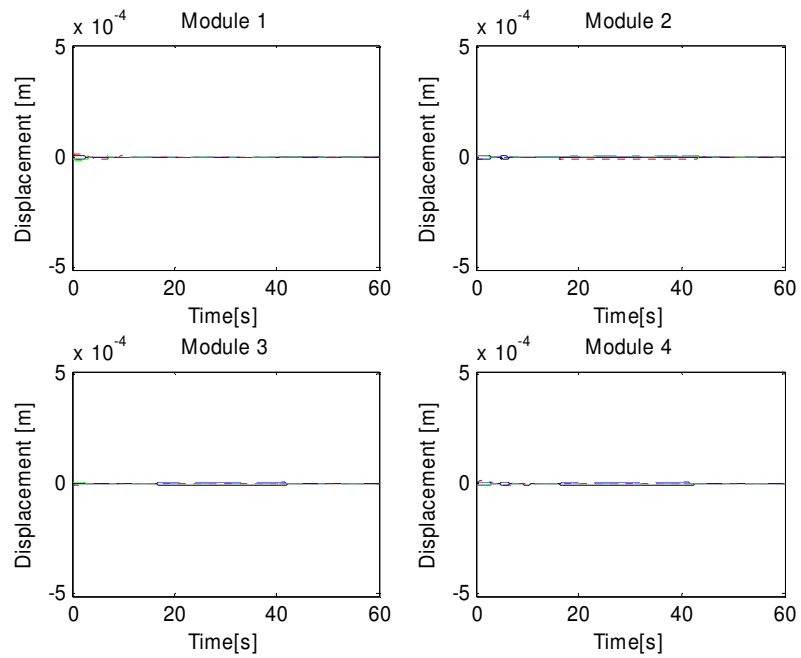 x 10^-4 Module 1
5
0
-5
Displacement [m]
0 20 40 60
Time[s]
x 10^-4 Module 2
5
0
-5
Displacement [m]
0 20 40 60
Time[s]
x 10^-4 Module 3
5
0
-5
Displacement [m]
0 20 40 60
Time[s]
x 10^-4 Module 4
5
0
-5
Displacement [m]
0 20 40 60
Time[s]